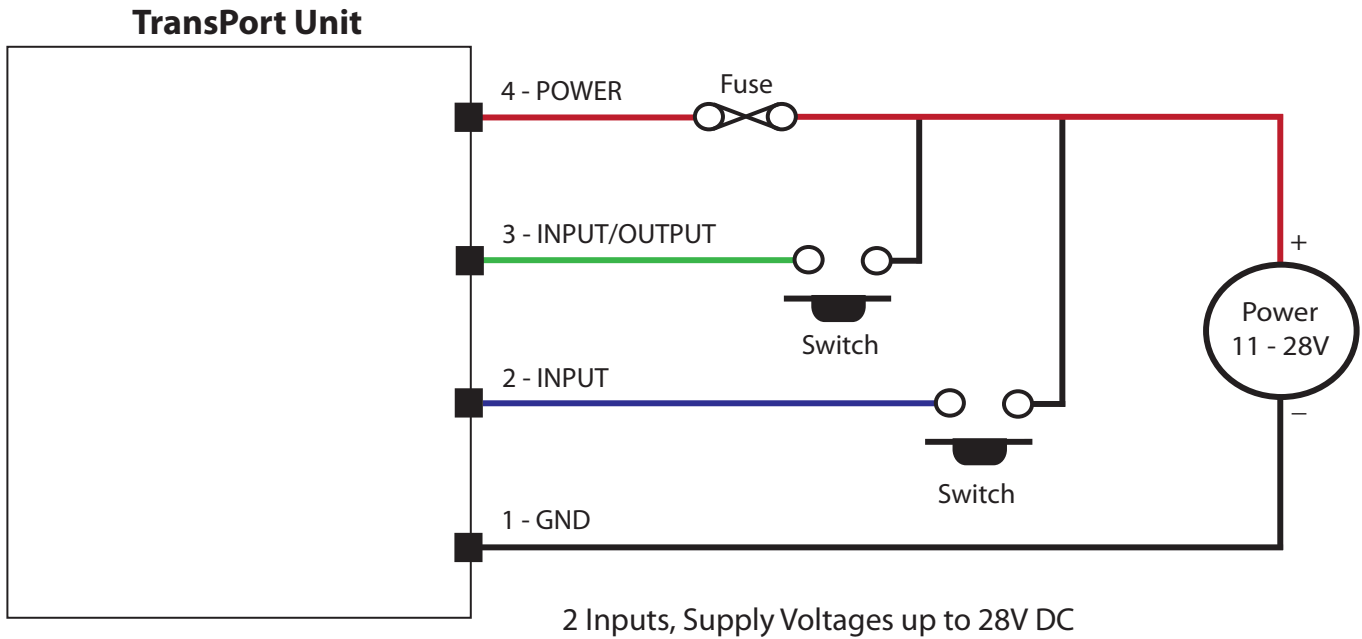 TransPort Unit
4 - POWER
Fuse
3 - INPUT/OUTPUT
+
Power
11 - 28V
Switch
2 - INPUT
–
Switch
1 - GND
2 Inputs, Supply Voltages up to 28V DC